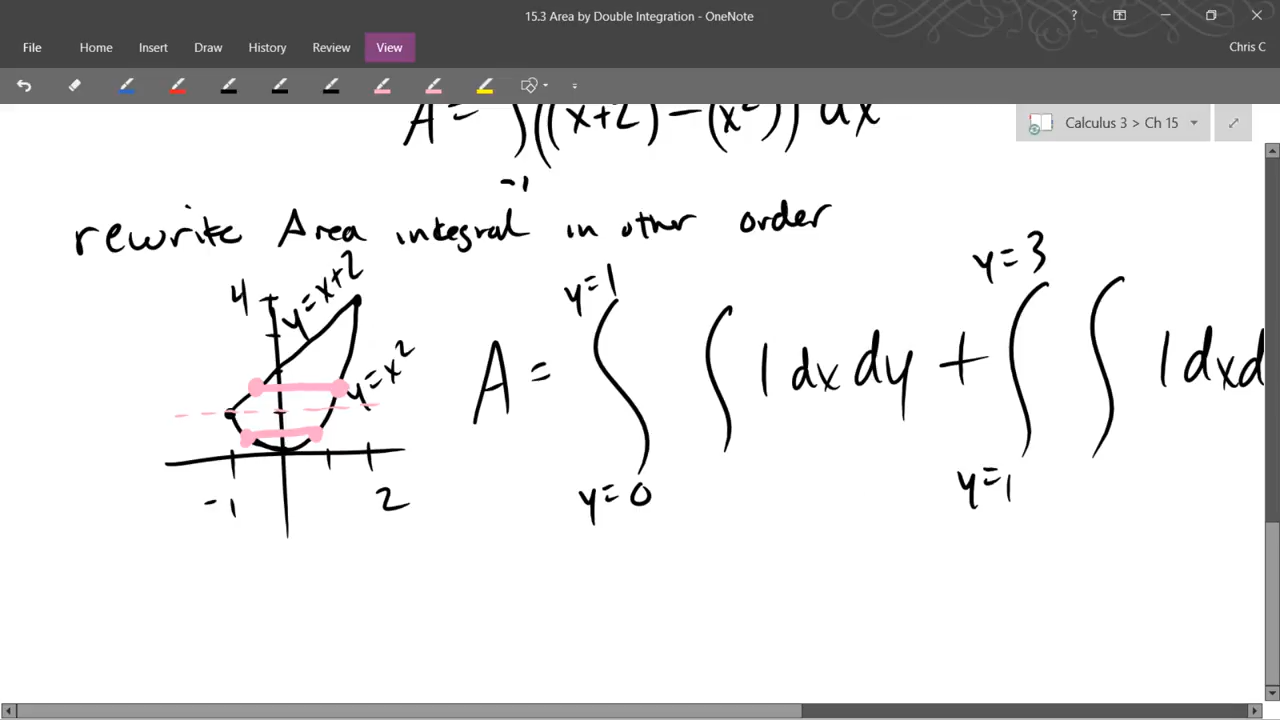 15.3 Area by Double Integration - OneNote
File Home Insert Draw History Review View
Chris C
Calculus 3 > Ch 15
A = ∫((x+2)-(x²)) dx
-1
rewrite Area integral in other order
4
y=x+2
y=x²
-1
2
y=1
y=3
A = ∫ ∫ 1 dx dy + ∫ ∫ 1 dx d
y=0
y=1